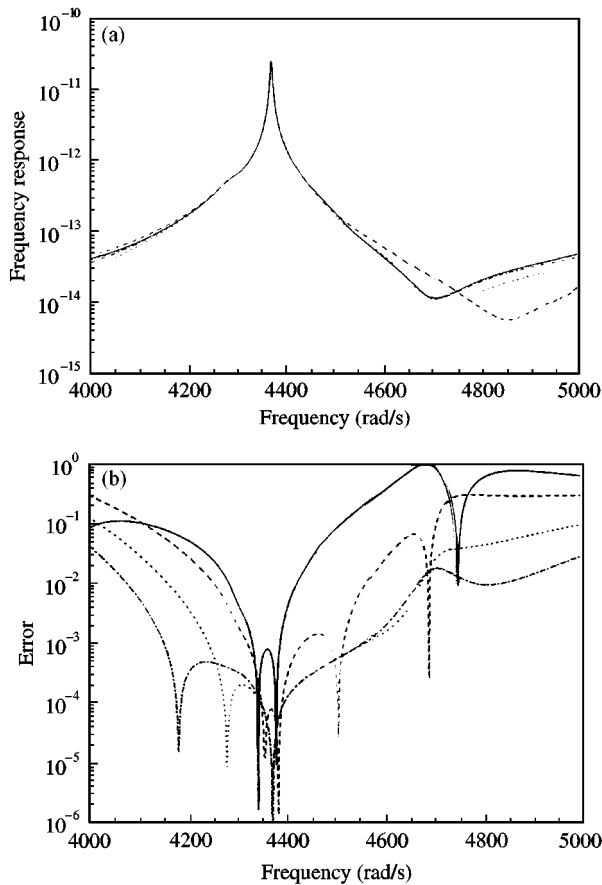 (a)
Frequency response
10⁻¹⁰
10⁻¹¹
10⁻¹²
10⁻¹³
10⁻¹⁴
10⁻¹⁵
4000 4200 4400 4600 4800 5000
Frequency (rad/s)
(b)
Error
10⁰
10⁻¹
10⁻²
10⁻³
10⁻⁴
10⁻⁵
10⁻⁶
4000 4200 4400 4600 4800 5000
Frequency (rad/s)